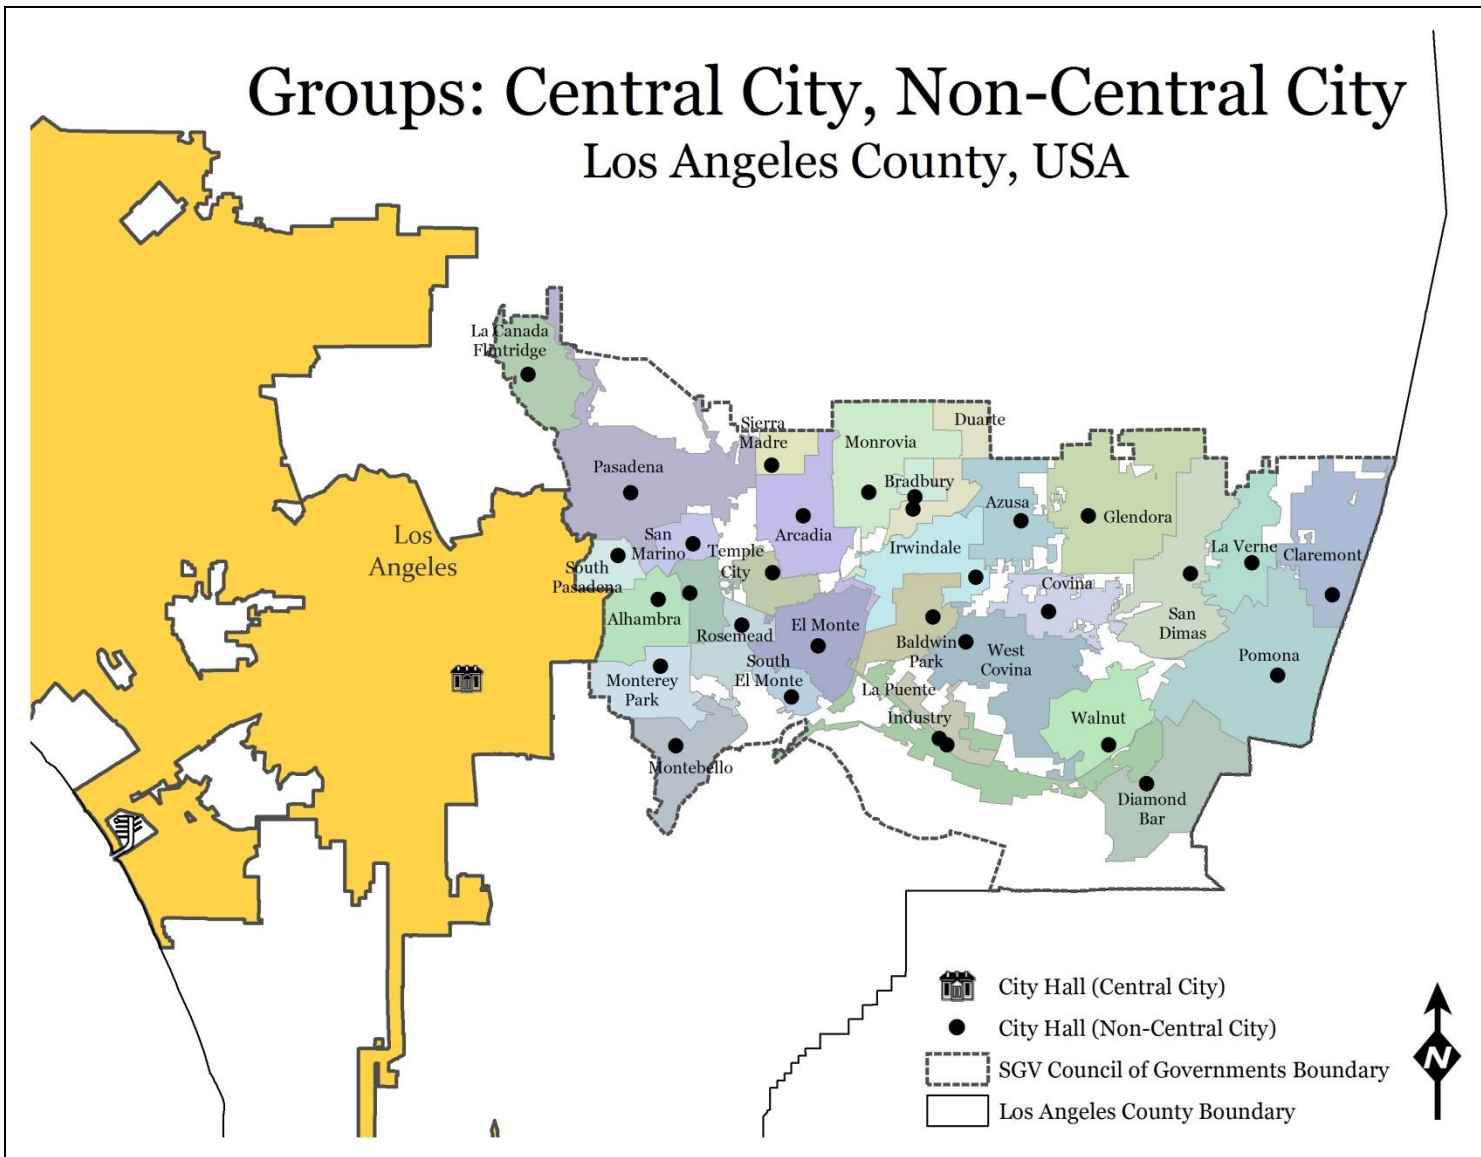 Groups: Central City, Non-Central City
Los Angeles County, USA
La Canada
Flintridge
Sierra
Madre
Monrovia
Duarte
Pasadena
Bradbury
Azusa
Glendora
Arcadia
Los
Angeles
San
Marino
Temple
City
Irwindale
La Verne
Claremont
South
Pasadena
Covina
Alhambra
Rosemead
El Monte
San
Dimas
Baldwin
Park
West
Covina
Pomona
South
El Monte
Monterey
Park
La Puente
Industry
Walnut
Montebello
Diamond
Bar
City Hall (Central City)
City Hall (Non-Central City)
SGV Council of Governments Boundary
Los Angeles County Boundary
N